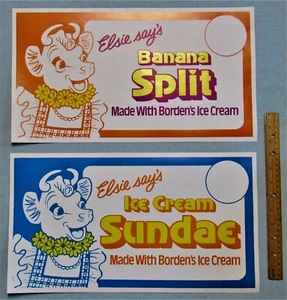 Elsie say's
Banana
Split
Made With Borden's Ice Cream
Elsie say's
Ice Cream
Sundae
Made With Borden's Ice Cream